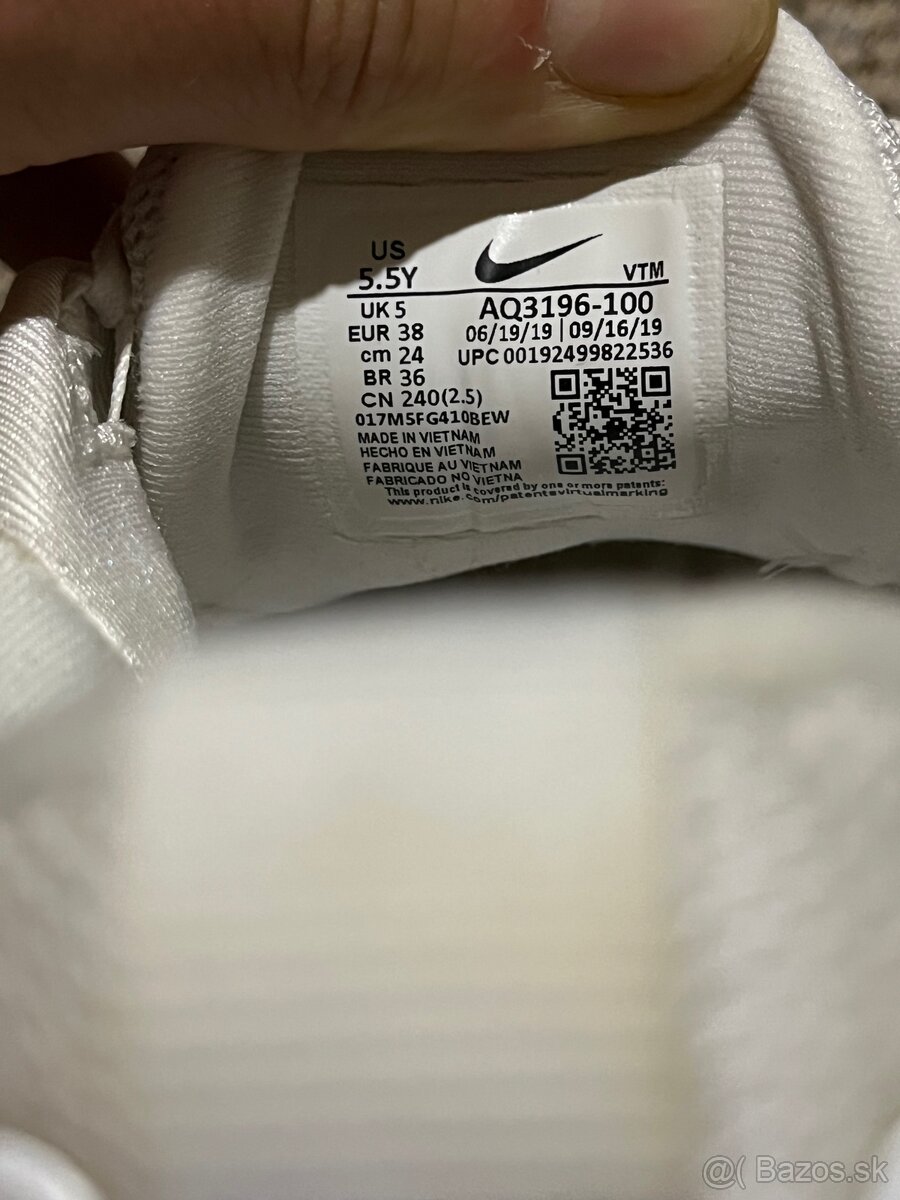 US
5.5Y
VTM
UK 5
AQ3196-100
EUR 38
06/19/19 | 09/16/19
cm 24
UPC 00192499822536
BR 36
CN 240(2.5)
017M5FG410BEW
MADE IN VIETNAM
HECHO EN VIETNAM
FABRIQUE AU VIETNAM
FABRICADO NO VIETNA
This product is covered by one or more patents:
www.nike.com/patentsvirtualmarking
@( Bazos.sk